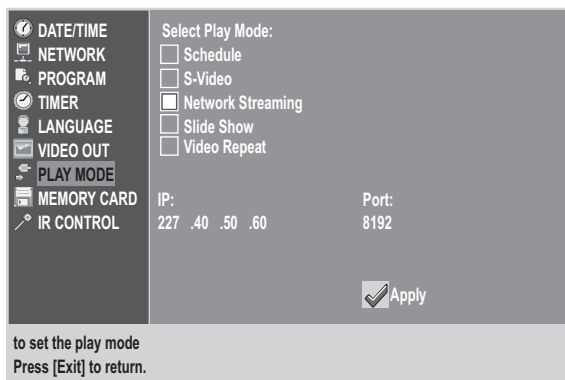 DATE/TIME
NETWORK
PROGRAM
TIMER
LANGUAGE
VIDEO OUT
PLAY MODE
MEMORY CARD
IR CONTROL
Select Play Mode:
Schedule
S-Video
Network Streaming
Slide Show
Video Repeat
IP: Port:
227 .40 .50 .60 8192
Apply
to set the play mode
Press [Exit] to return.